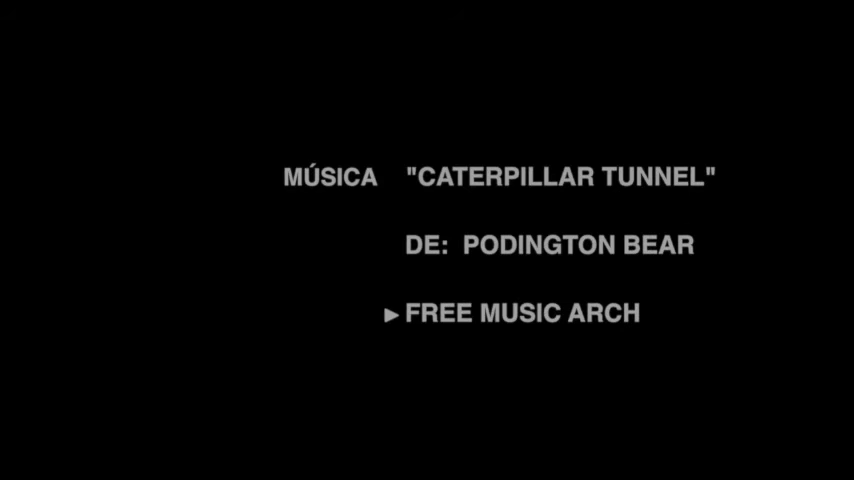 MÚSICA "CATERPILLAR TUNNEL"
DE: PODINGTON BEAR
▸FREE MUSIC ARCH